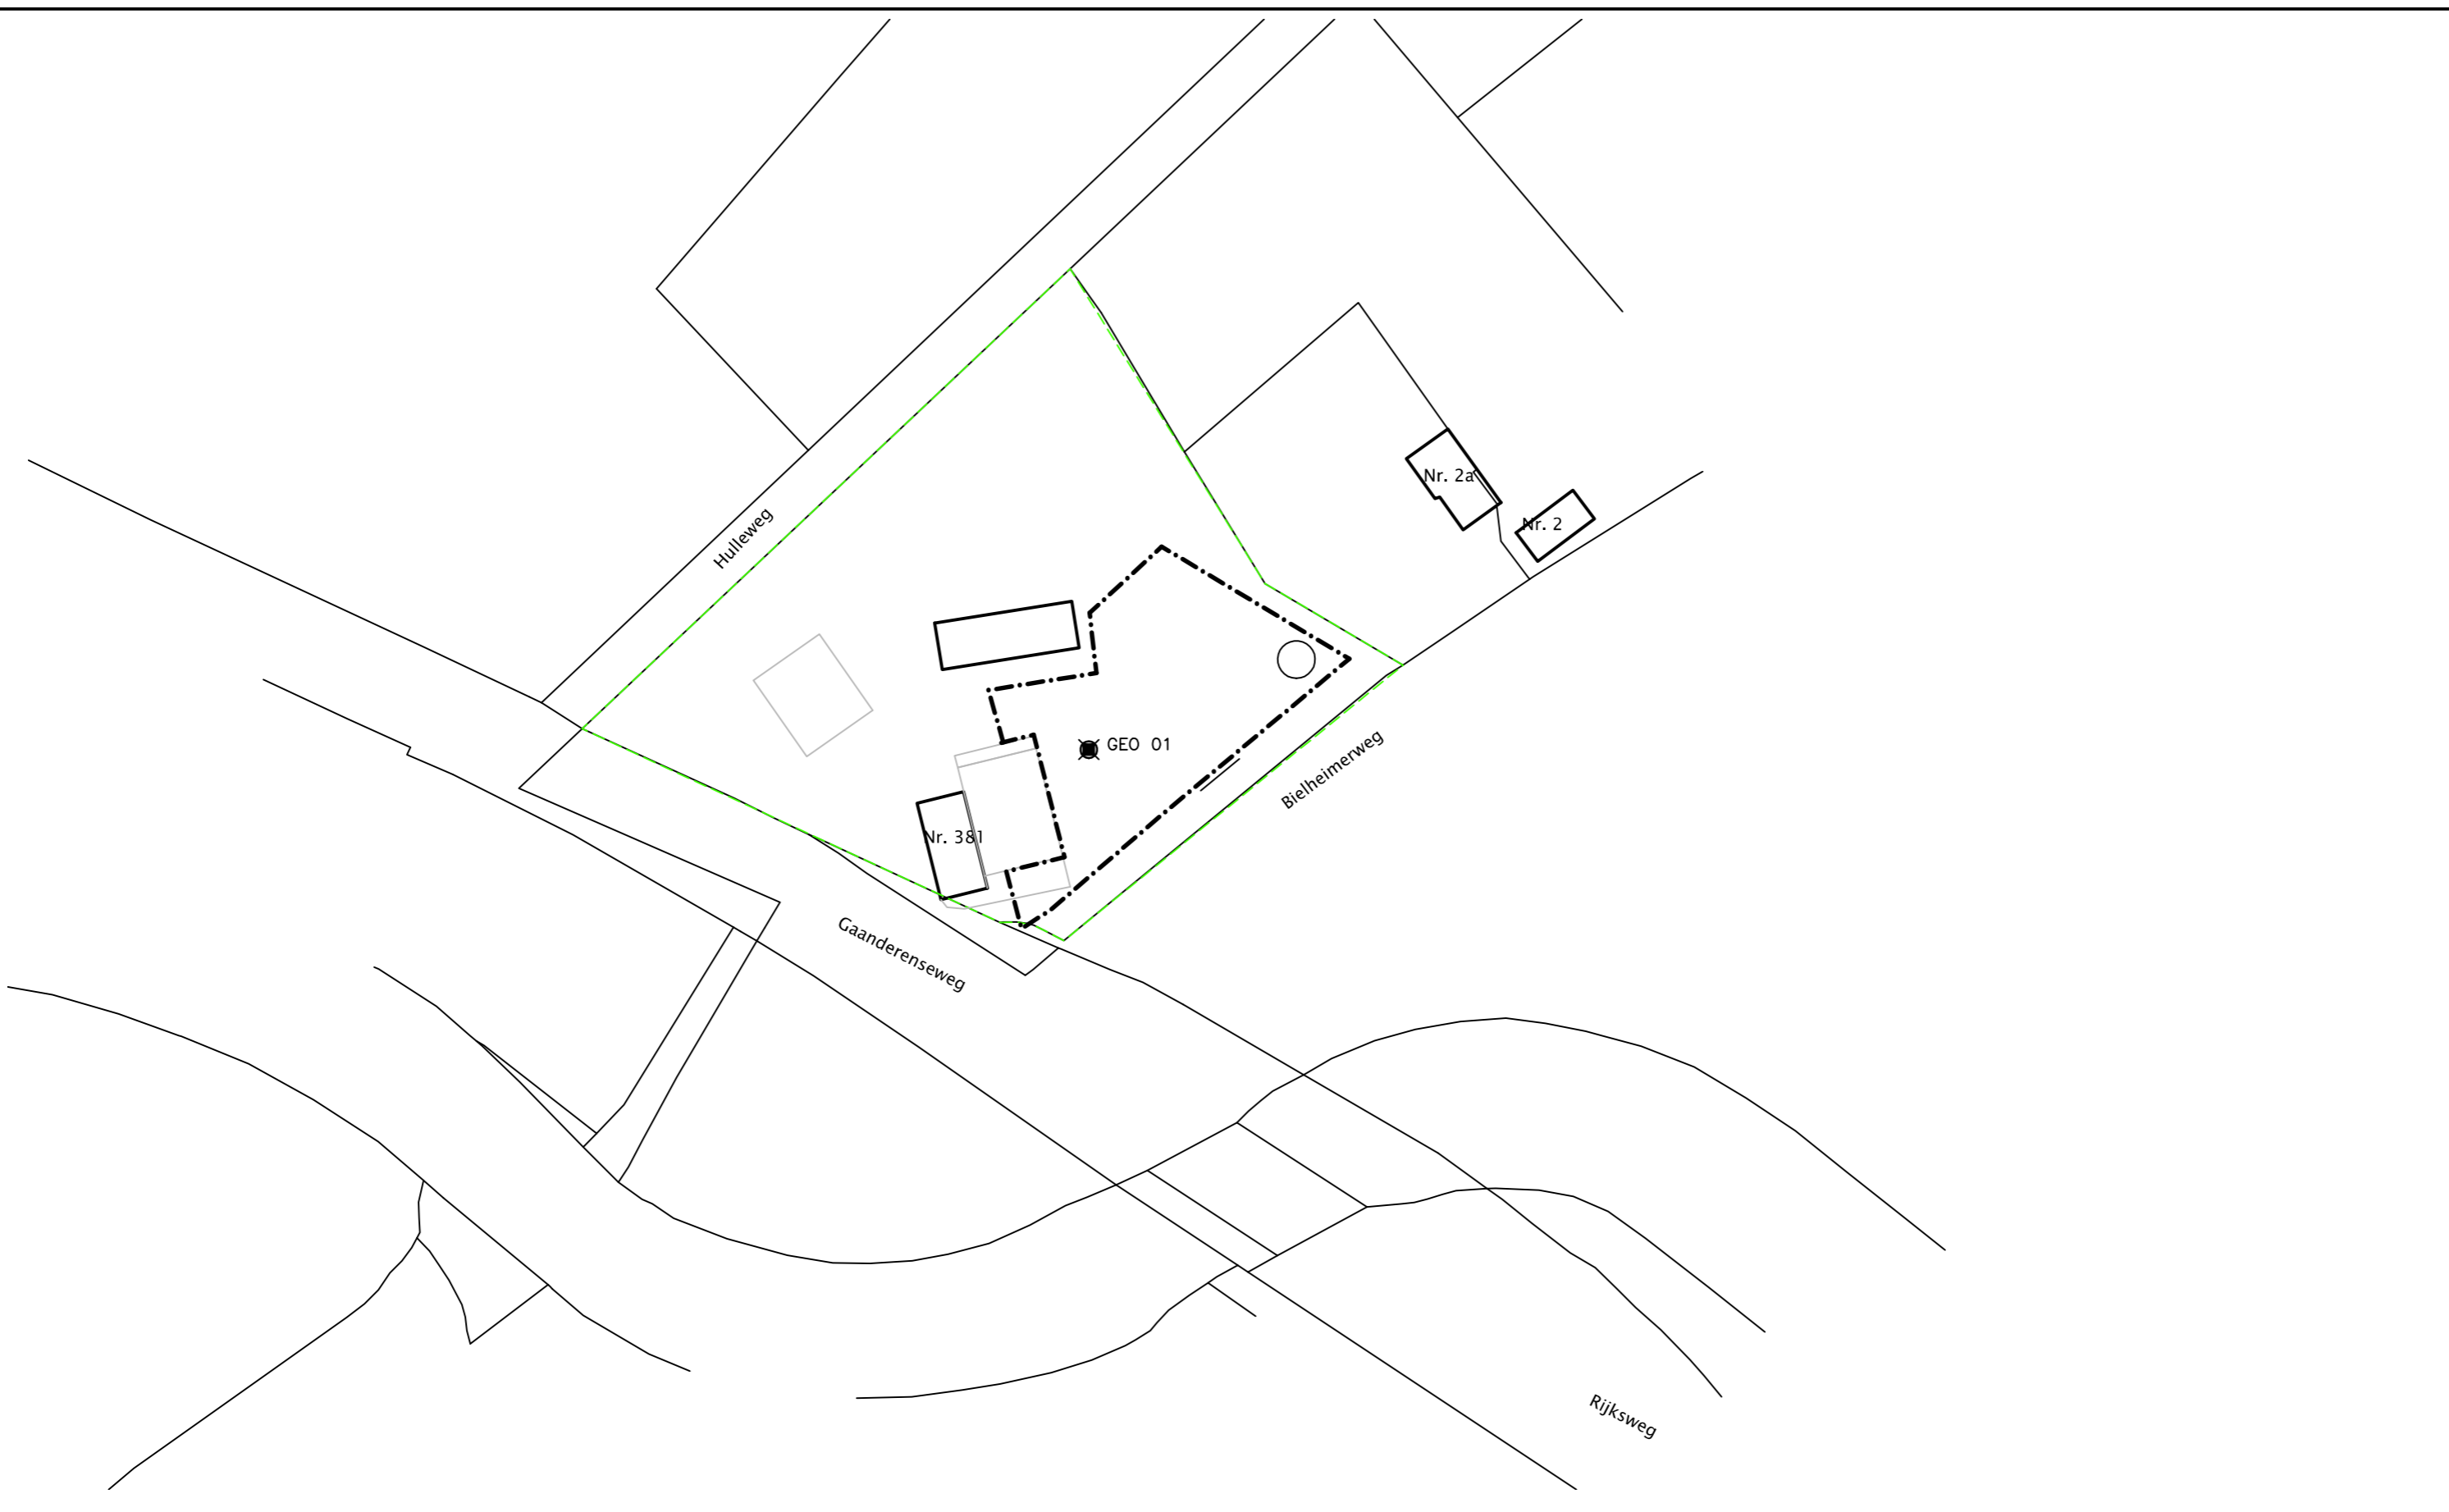 Nr. 2a
Nr. 2
Hulleweg
GEO 01
Bielheimerweg
Nr. 381
Gaanderenseweg
Rijksweg